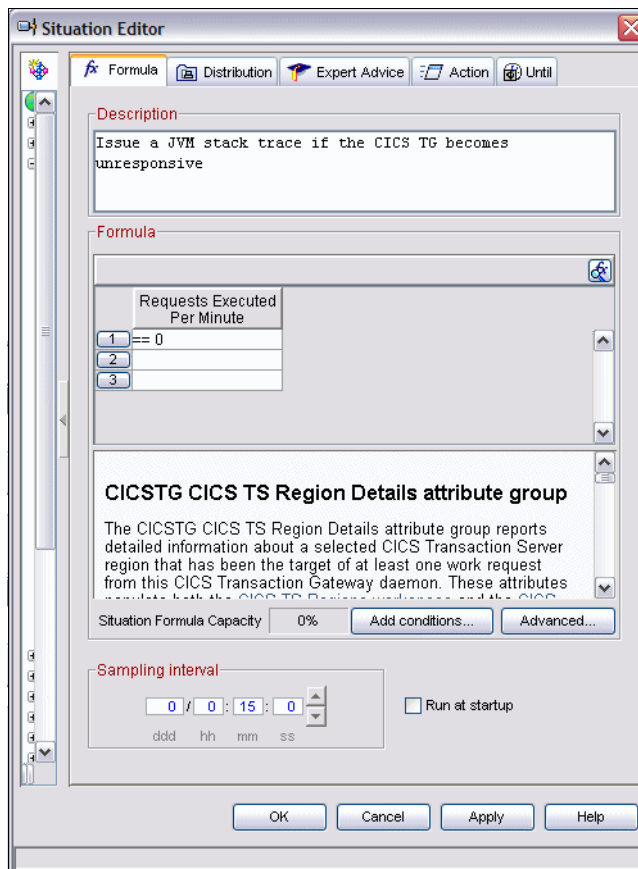 Situation Editor
fx Formula
Distribution
Expert Advice
Action
Until
Description
Issue a JVM stack trace if the CICS TG becomes
unresponsive
Formula
Requests Executed
Per Minute
1 == 0
2
3
CICSTG CICS TS Region Details attribute group
The CICSTG CICS TS Region Details attribute group reports
detailed information about a selected CICS Transaction Server
region that has been the target of at least one work request
from this CICS Transaction Gateway daemon. These attributes
Situation Formula Capacity 0% Add conditions... Advanced...
Sampling interval
0 / 0 : 15 : 0
ddd hh mm ss
Run at startup
OK Cancel Apply Help